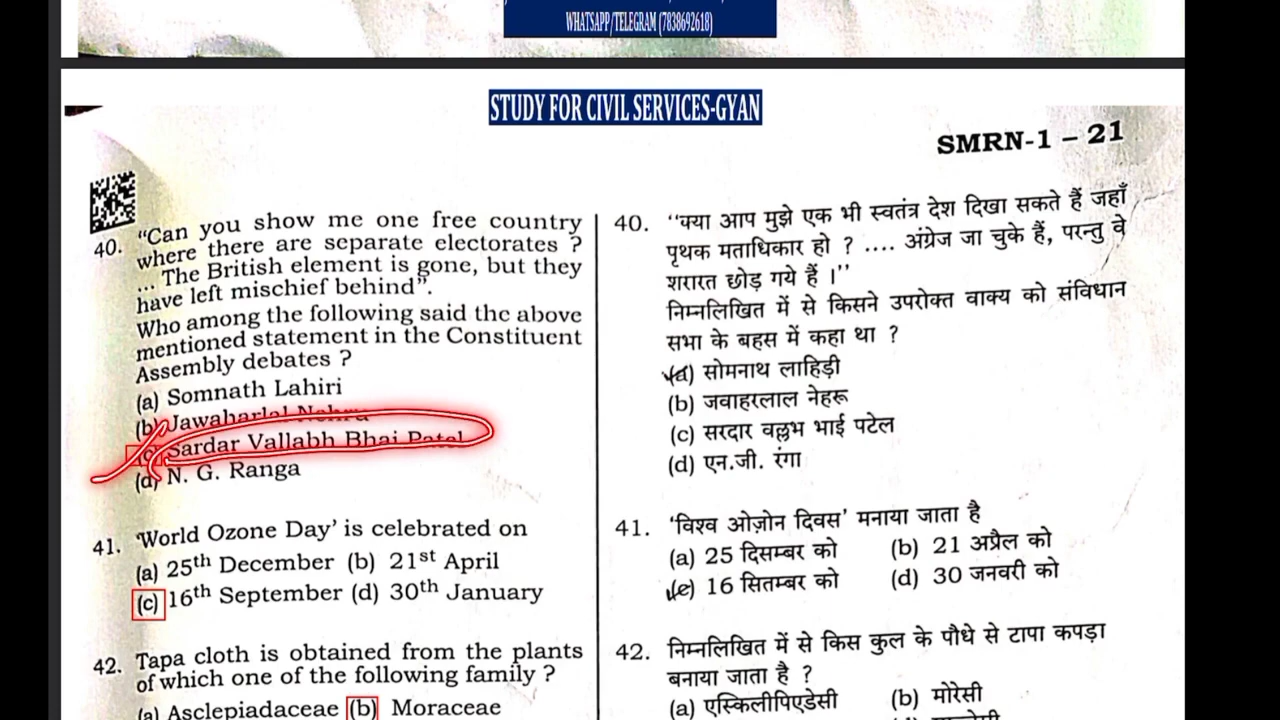 WHATSAPP/TELEGRAM (7838692618)
STUDY FOR CIVIL SERVICES-GYAN
SMRN-1 – 21
40. “Can you show me one free country
where there are separate electorates ?
... The British element is gone, but they
have left mischief behind”.
Who among the following said the above
mentioned statement in the Constituent
Assembly debates ?
(a) Somnath Lahiri
(b) Jawaharlal Nehru
(c) Sardar Vallabh Bhai Patel
(d) N. G. Ranga
41. ‘World Ozone Day’ is celebrated on
(a) 25th December (b) 21st April
(c) 16th September (d) 30th January
42. Tapa cloth is obtained from the plants
of which one of the following family ?
(a) Asclepiadaceae (b) Moraceae
40. ‘‘क्या आप मुझे एक भी स्वतंत्र देश दिखा सकते हैं जहाँ
पृथक मताधिकार हो ? .... अंग्रेज जा चुके हैं, परन्तु वे
शरारत छोड़ गये हैं ।’’
निम्नलिखित में से किसने उपरोक्त वाक्य को संविधान
सभा के बहस में कहा था ?
(a) सोमनाथ लाहिड़ी
(b) जवाहरलाल नेहरू
(c) सरदार वल्लभ भाई पटेल
(d) एन.जी. रंगा
41. ‘विश्व ओज़ोन दिवस’ मनाया जाता है
(a) 25 दिसम्बर को (b) 21 अप्रैल को
(c) 16 सितम्बर को (d) 30 जनवरी को
42. निम्नलिखित में से किस कुल के पौधे से टापा कपड़ा
बनाया जाता है ?
(a) एस्किलीपिएडेसी (b) मोरेसी